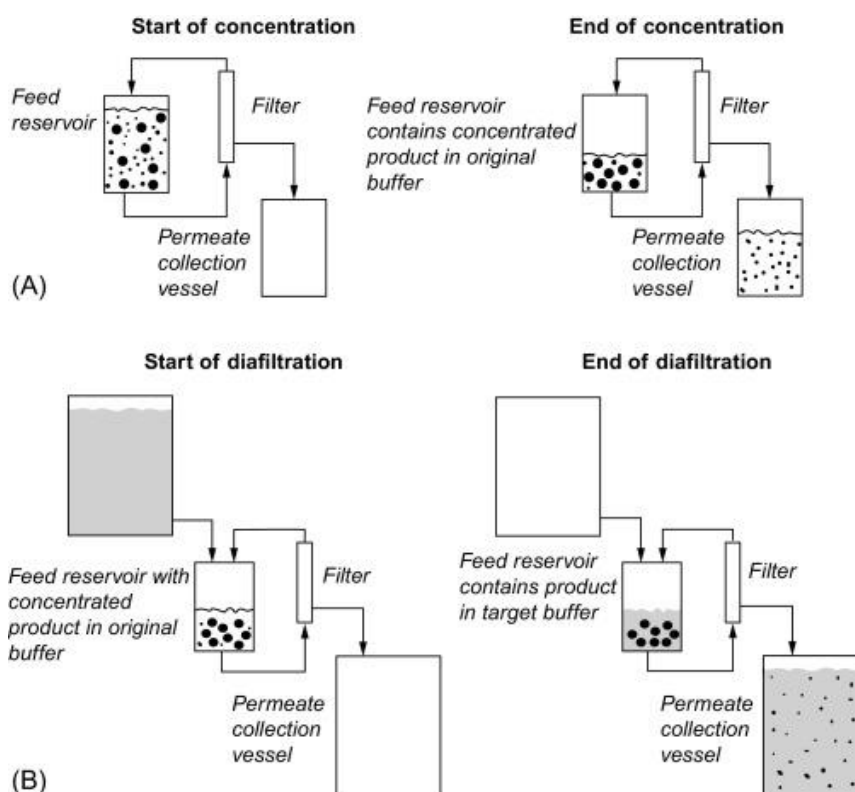 Start of concentration
End of concentration
Feed
reservoir
Filter
Permeate
collection
vessel
Feed reservoir
contains concentrated
product in original
buffer
Filter
Permeate
collection
vessel
(A)
Start of diafiltration
End of diafiltration
Feed reservoir with
concentrated
product in original
buffer
Filter
Permeate
collection
vessel
Feed reservoir
contains product
in target buffer
Filter
Permeate
collection
vessel
(B)